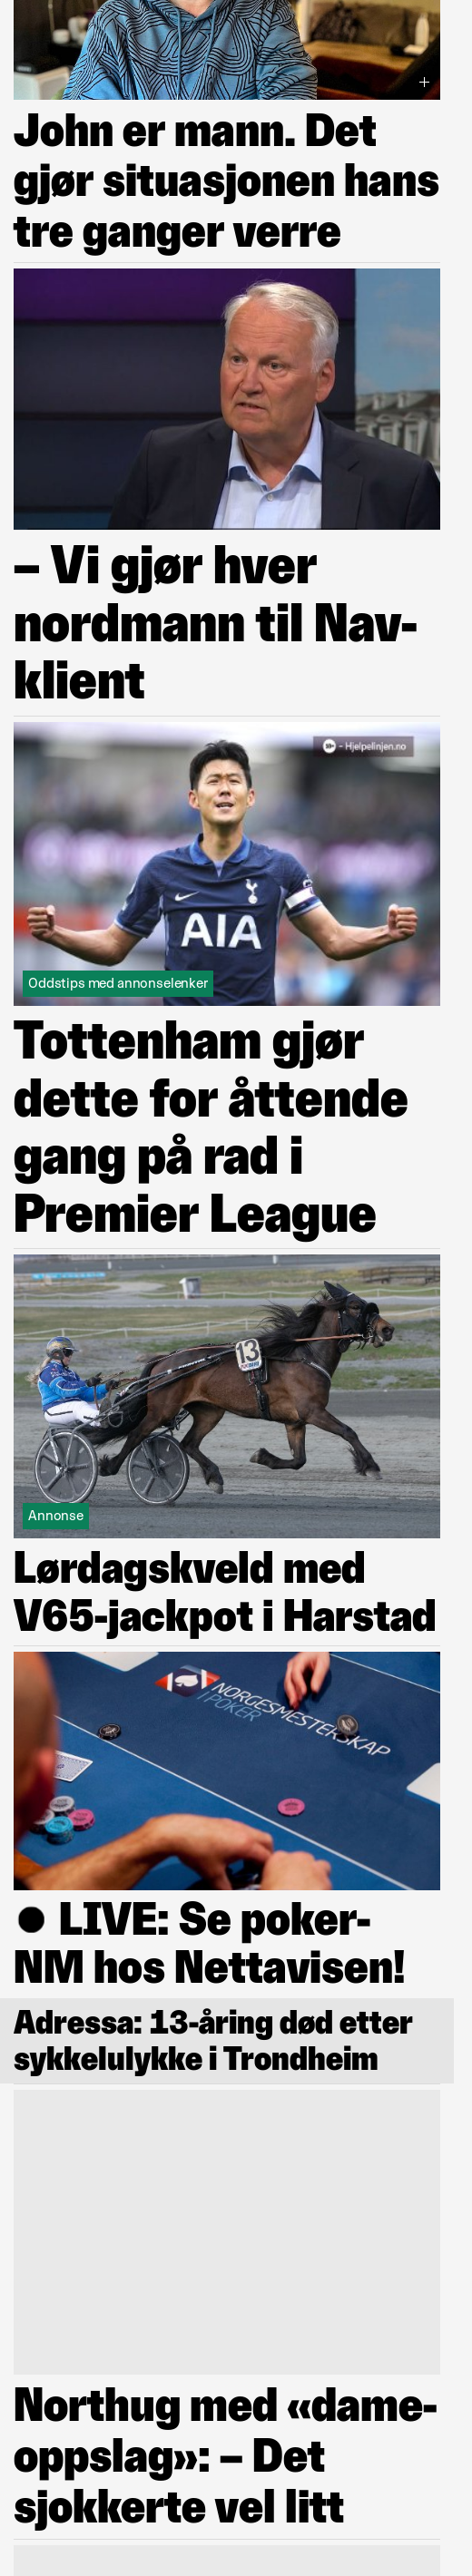 John er mann. Det
gjør situasjonen hans
tre ganger verre
– Vi gjør hver
nordmann til Nav-
klient
18+ - Hjelpelinjen.no
AIA
Oddstips med annonselenker
Tottenham gjør
dette for åttende
gang på rad i
Premier League
13
Annonse
Lørdagskveld med
V65-jackpot i Harstad
NORGESMESTERSKAP
I POKER
● LIVE: Se poker-
NM hos Nettavisen!
Adressa: 13-åring død etter
sykkelulykke i Trondheim
Northug med «dame-
oppslag»: – Det
sjokkerte vel litt